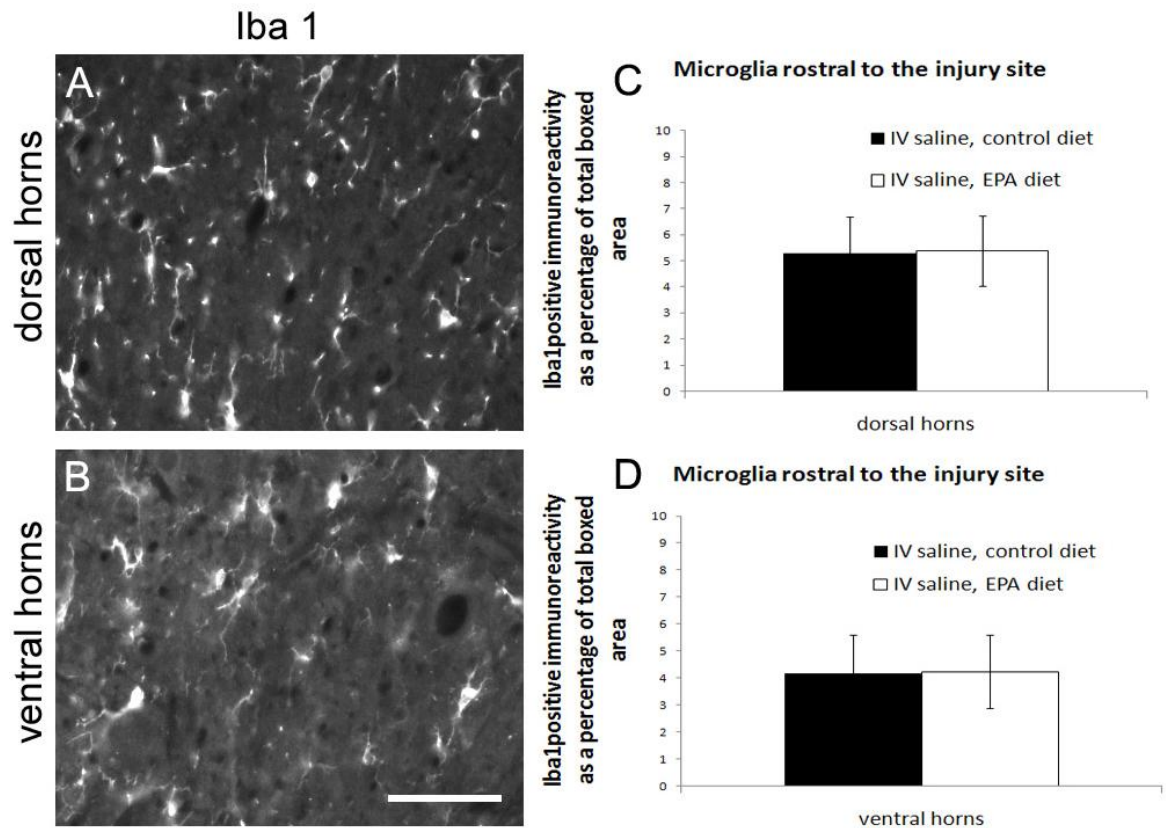 Iba 1
dorsal horns
A
ventral horns
B
C
Microglia rostral to the injury site
Iba1positive immunoreactivity
as a percentage of total boxed
area
10
9
8
7
6
5
4
3
2
1
0
IV saline, control diet
IV saline, EPA diet
dorsal horns
D
Microglia rostral to the injury site
Iba1positive immunoreactivity
as a percentage of total boxed
area
10
9
8
7
6
5
4
3
2
1
0
IV saline, control diet
IV saline, EPA diet
ventral horns